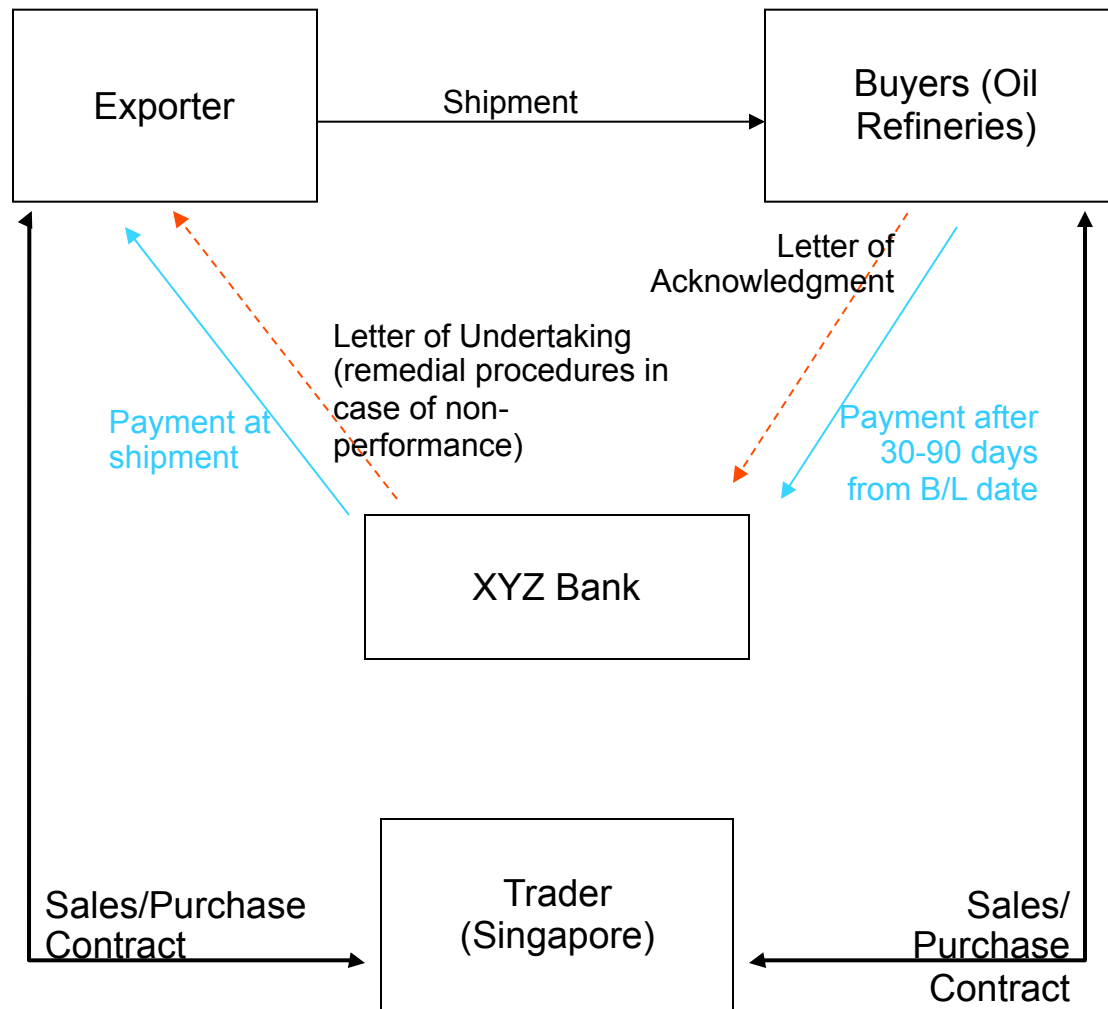 Exporter
Shipment
Buyers (Oil
Refineries)
Letter of
Acknowledgment
Letter of Undertaking
(remedial procedures in
case of non-
performance)
Payment at
shipment
Payment after
30-90 days
from B/L date
XYZ Bank
Trader
(Singapore)
Sales/Purchase
Contract
Sales/
Purchase
Contract